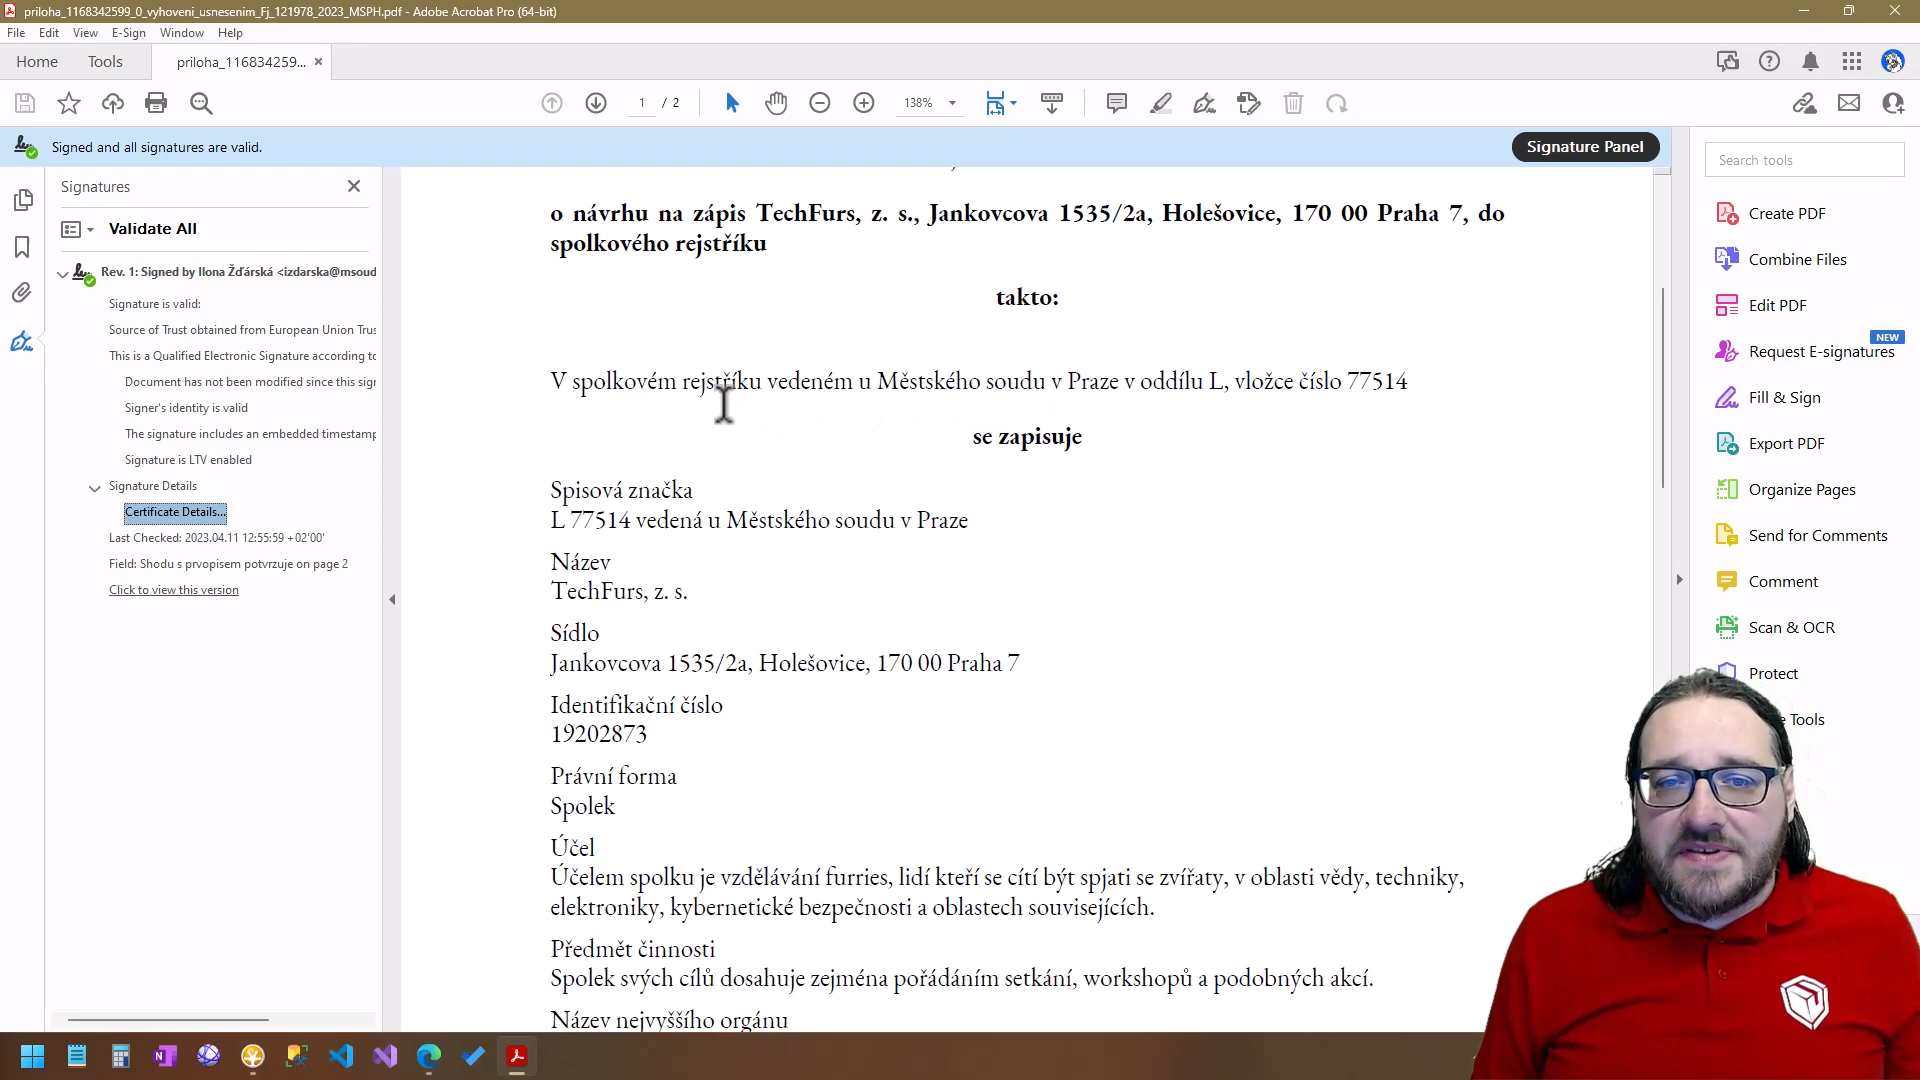 priloha_1168342599_0_vyhoveni_usnesenim_Fj_121978_2023_MSPH.pdf - Adobe Acrobat Pro (64-bit)
File Edit View E-Sign Window Help
Home Tools priloha_116834259... ×
1 / 2 138%
Signed and all signatures are valid.
Signature Panel
Signatures
Validate All
Rev. 1: Signed by Ilona Žďárská <izdarska@msoud
Signature is valid:
Source of Trust obtained from European Union Trus
This is a Qualified Electronic Signature according to
Document has not been modified since this sign
Signer's identity is valid
The signature includes an embedded timestamp
Signature is LTV enabled
Signature Details
Certificate Details...
Last Checked: 2023.04.11 12:55:59 +02'00'
Field: Shodu s prvopisem potvrzuje on page 2
Click to view this version
o návrhu na zápis TechFurs, z. s., Jankovcova 1535/2a, Holešovice, 170 00 Praha 7, do
spolkového rejstříku
takto:
V spolkovém rejstříku vedeném u Městského soudu v Praze v oddílu L, vložce číslo 77514
se zapisuje
Spisová značka
L 77514 vedená u Městského soudu v Praze
Název
TechFurs, z. s.
Sídlo
Jankovcova 1535/2a, Holešovice, 170 00 Praha 7
Identifikační číslo
19202873
Právní forma
Spolek
Účel
Účelem spolku je vzdělávání furries, lidí kteří se cítí být spjati se zvířaty, v oblasti vědy, techniky,
elektroniky, kybernetické bezpečnosti a oblastech souvisejících.
Předmět činnosti
Spolek svých cílů dosahuje zejména pořádáním setkání, workshopů a podobných akcí.
Název nejvyššího orgánu
Search tools
Create PDF
Combine Files
Edit PDF
NEW
Request E-signatures
Fill & Sign
Export PDF
Organize Pages
Send for Comments
Comment
Scan & OCR
Protect
Tools